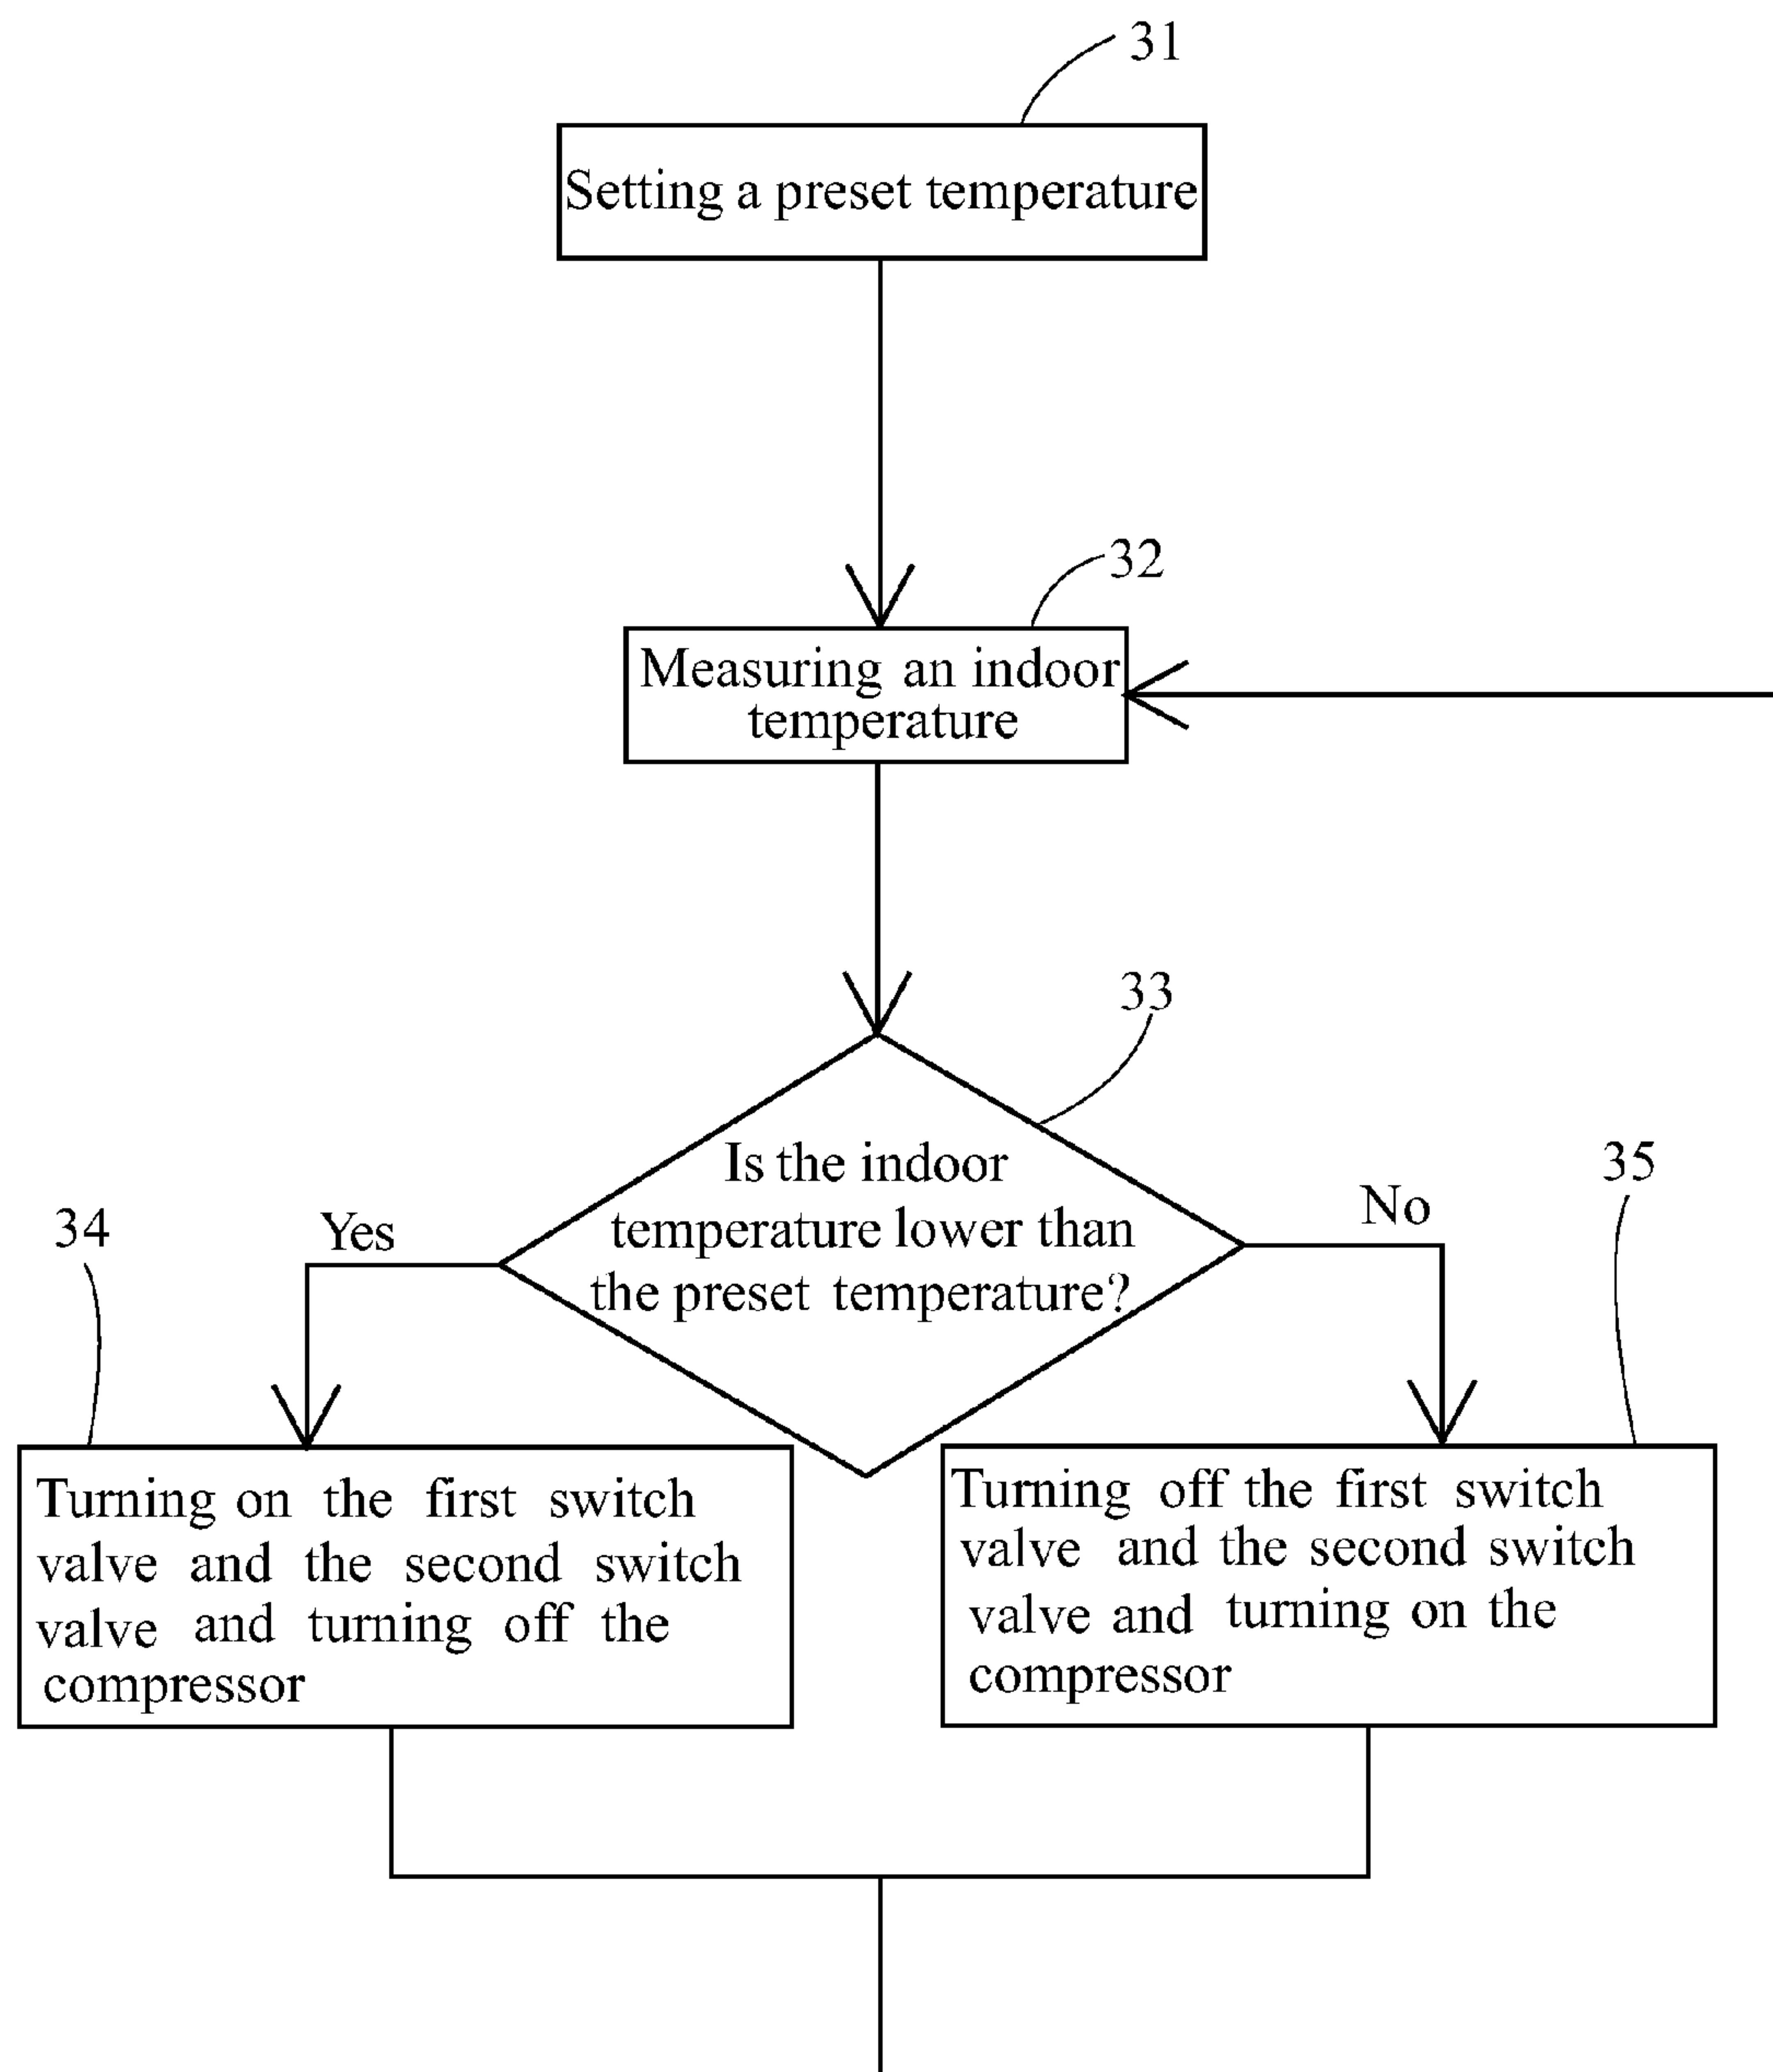 31
Setting a preset temperature
32
Measuring an indoor
temperature
33
Is the indoor
temperature lower than
the preset temperature?
Yes
No
34
35
Turning on the first switch
valve and the second switch
valve and turning off the
compressor
Turning off the first switch
valve and the second switch
valve and turning on the
compressor